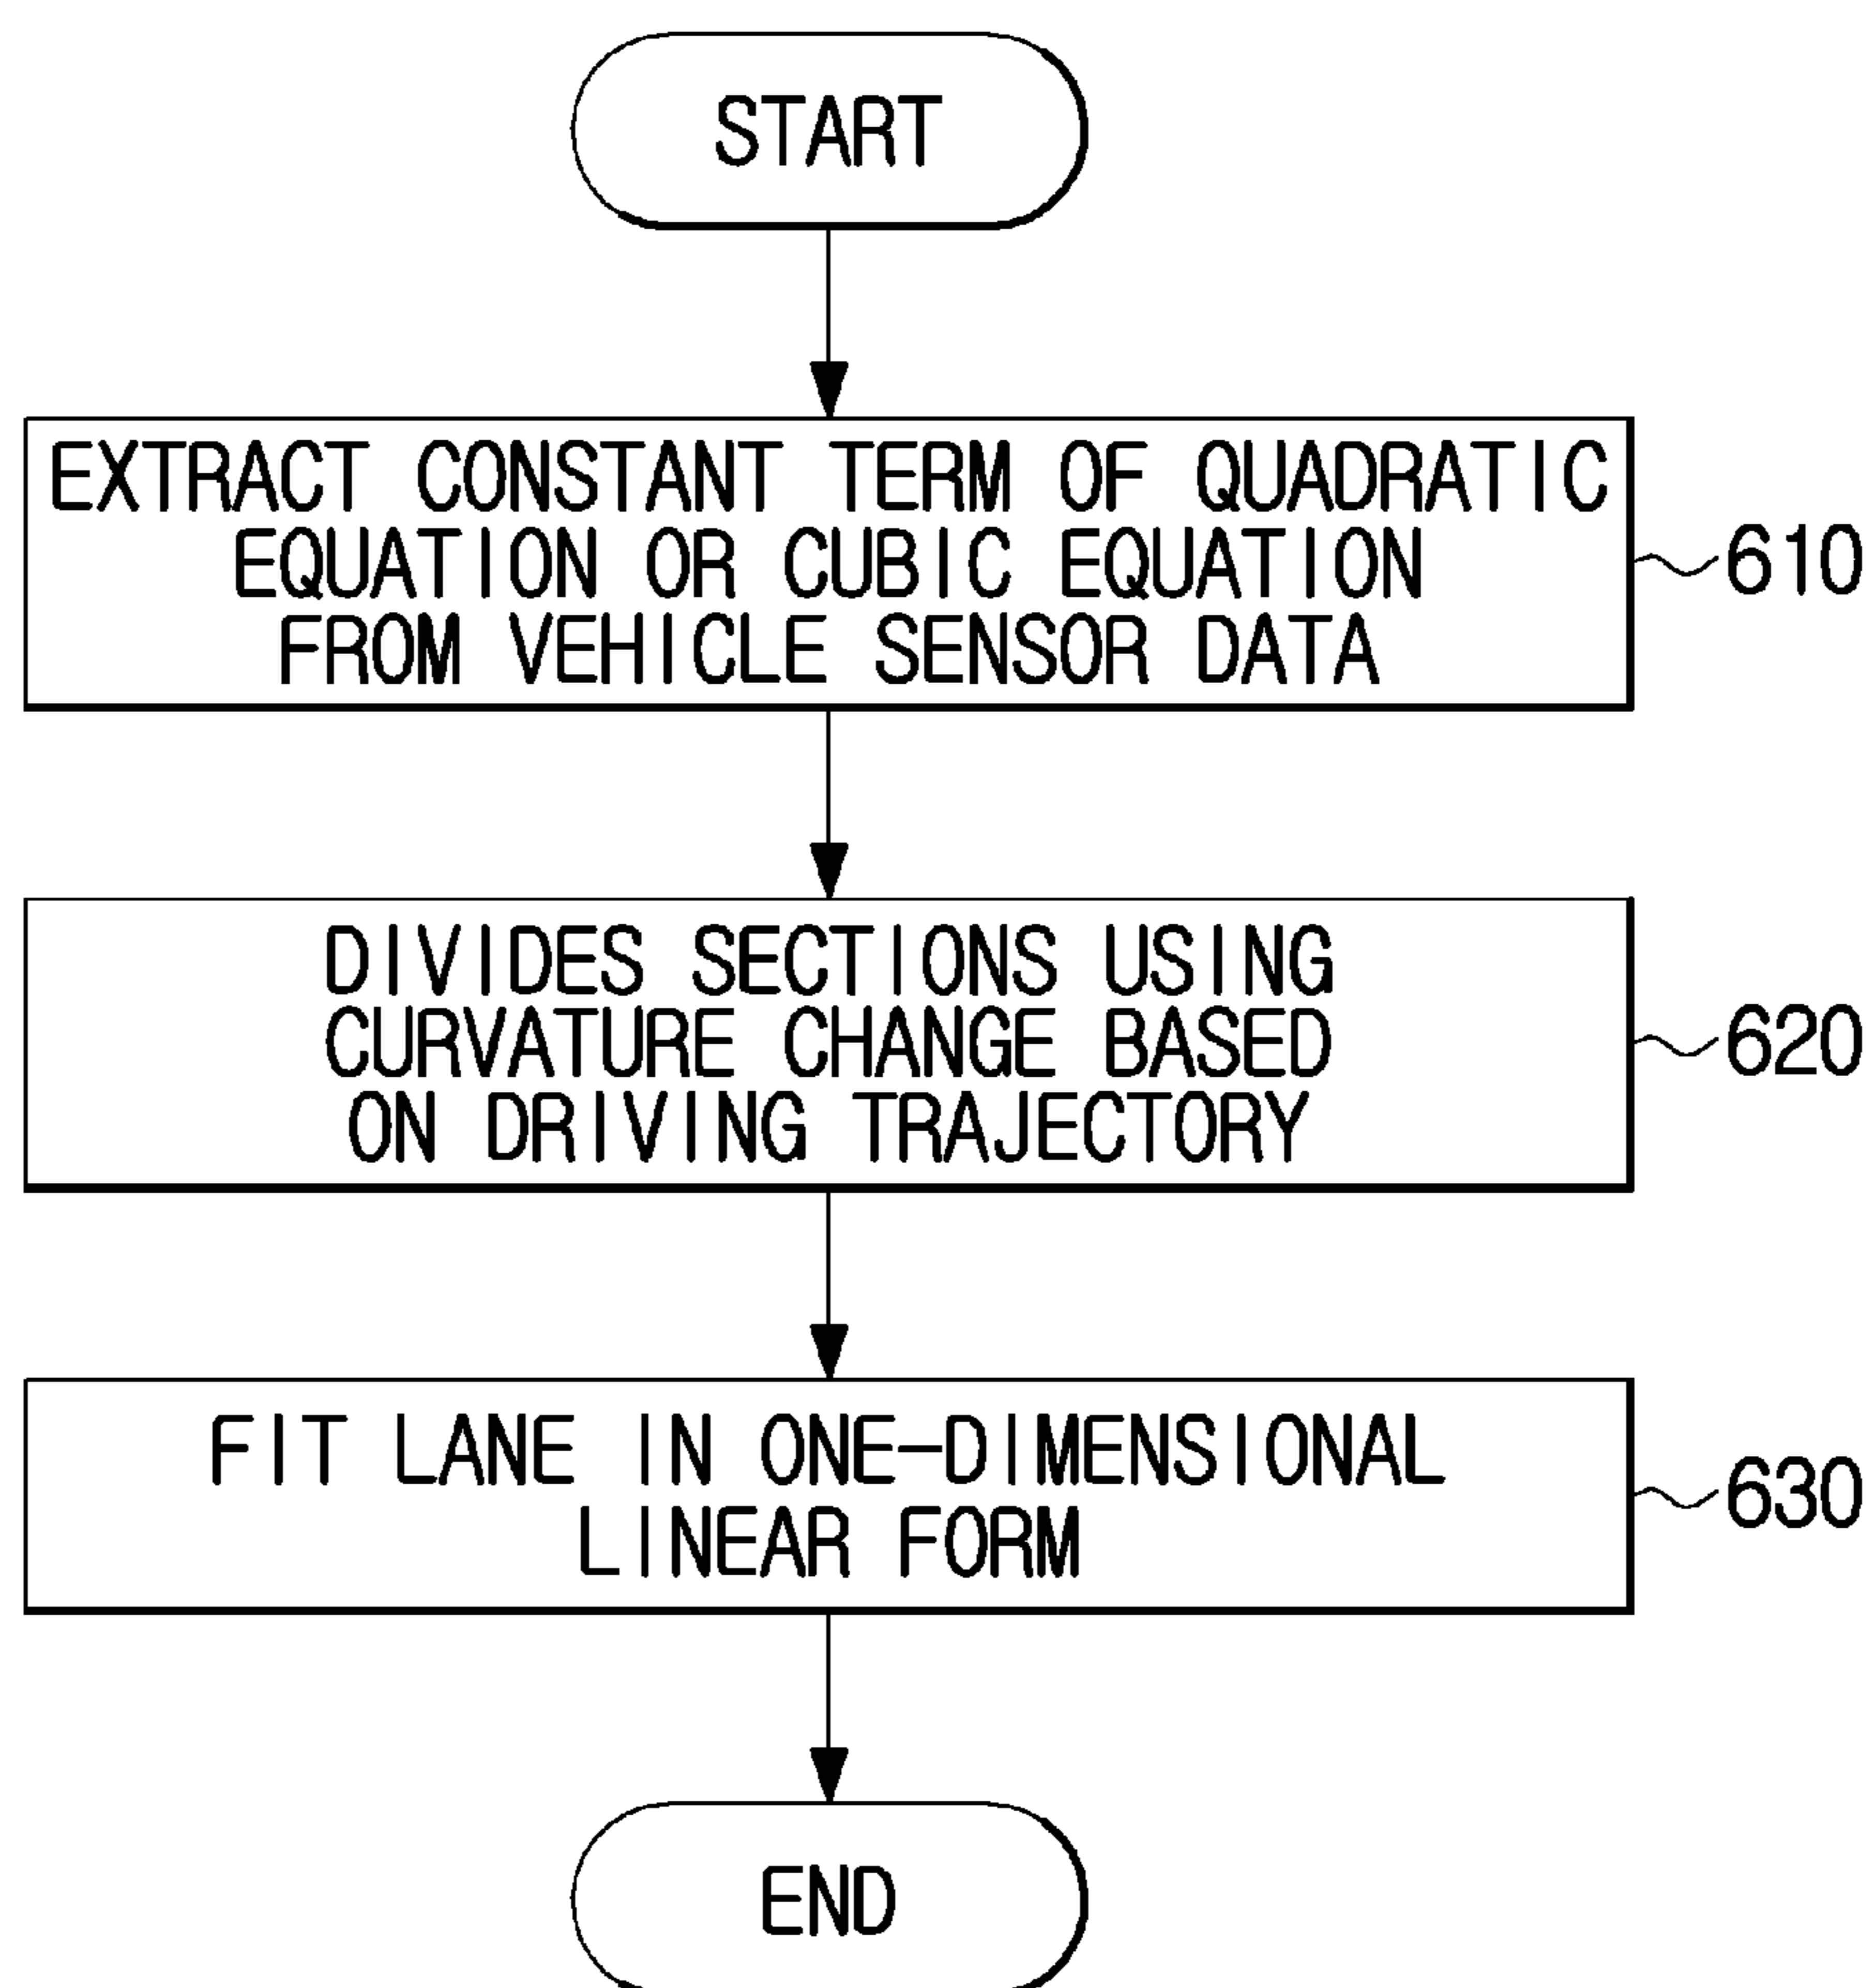 START
EXTRACT CONSTANT TERM OF QUADRATIC
EQUATION OR CUBIC EQUATION
FROM VEHICLE SENSOR DATA
610
DIVIDES SECTIONS USING
CURVATURE CHANGE BASED
ON DRIVING TRAJECTORY
620
FIT LANE IN ONE-DIMENSIONAL
LINEAR FORM
630
END